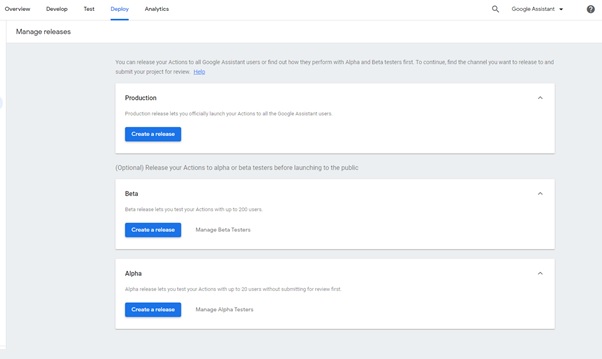 Overview Develop Test Deploy Analytics Google Assistant
Manage releases
You can release your Actions to all Google Assistant users or find out how they perform with Alpha and Beta testers first. To continue, find the channel you want to release to and
submit your project for review. Help
Production
Production release lets you officially launch your Actions to all the Google Assistant users.
Create a release
(Optional) Release your Actions to alpha or beta testers before launching to the public
Beta
Beta release lets you test your Actions with up to 200 users.
Create a release Manage Beta Testers
Alpha
Alpha release lets you test your Actions with up to 20 users without submitting for review first.
Create a release Manage Alpha Testers